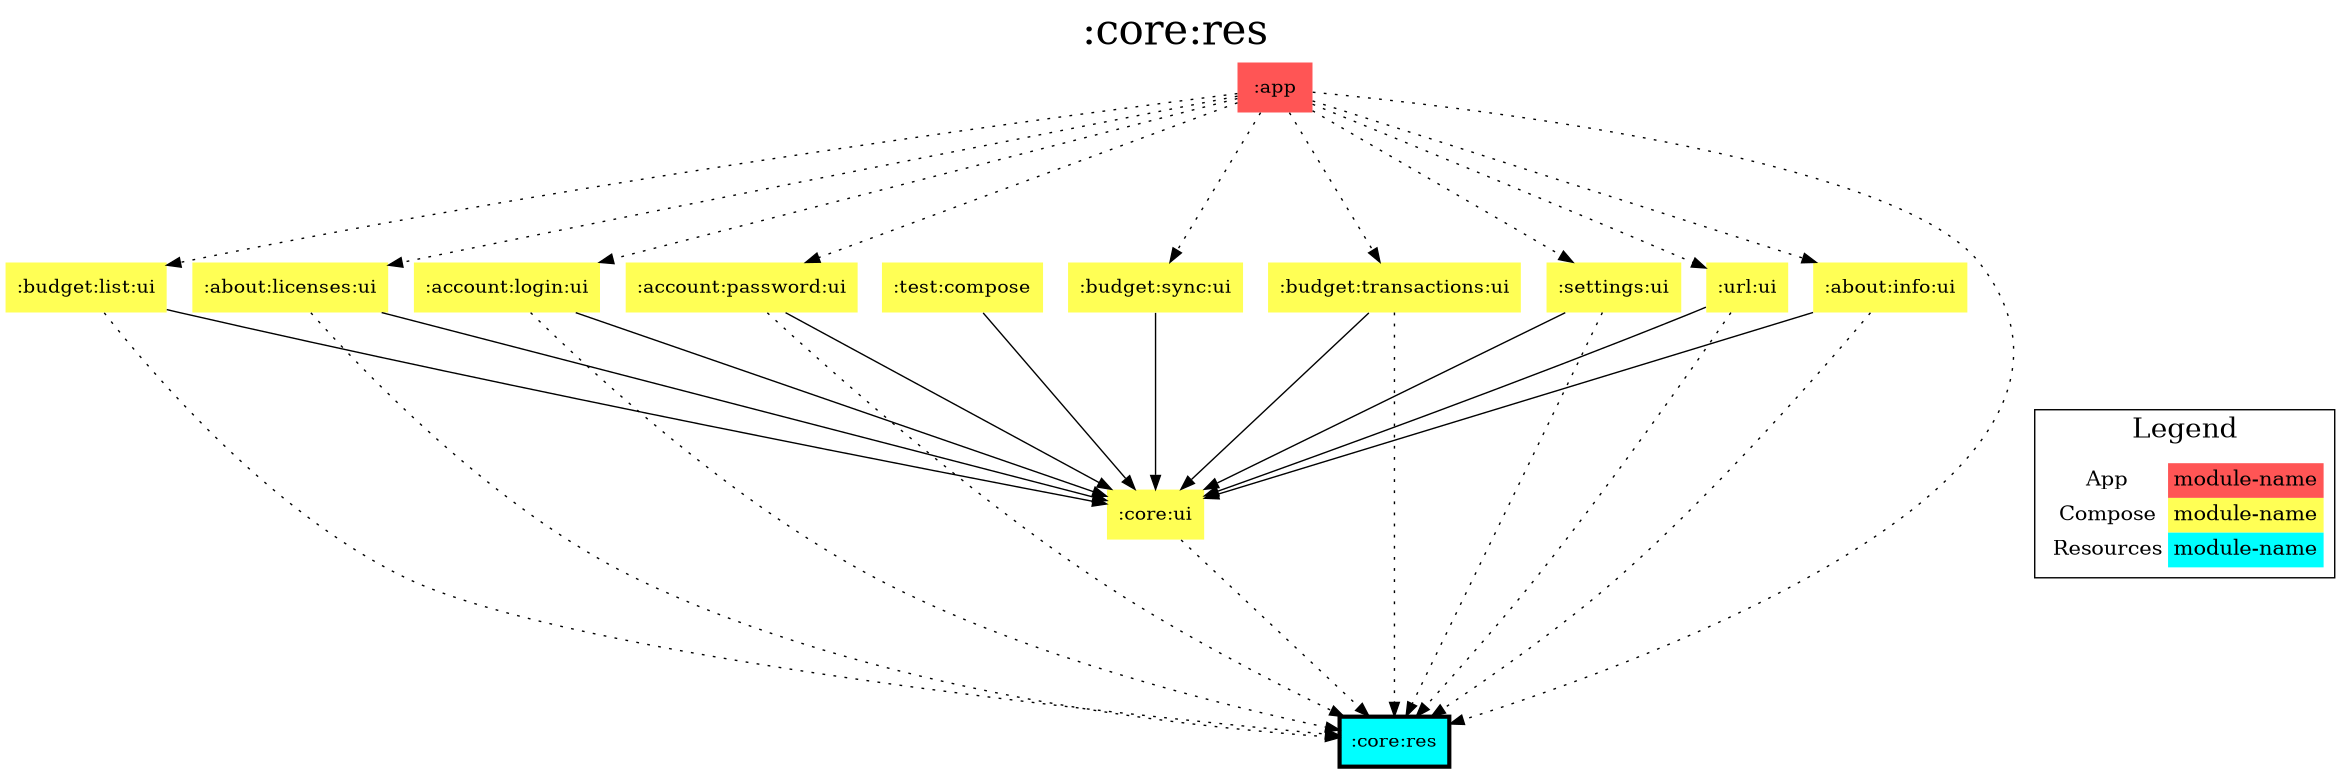 :core:res
:app
:budget:list:ui
:about:licenses:ui
:account:login:ui
:account:password:ui
:test:compose
:budget:sync:ui
:budget:transactions:ui
:settings:ui
:url:ui
:about:info:ui
:core:ui
:core:res
Legend
App module-name
Compose module-name
Resources module-name